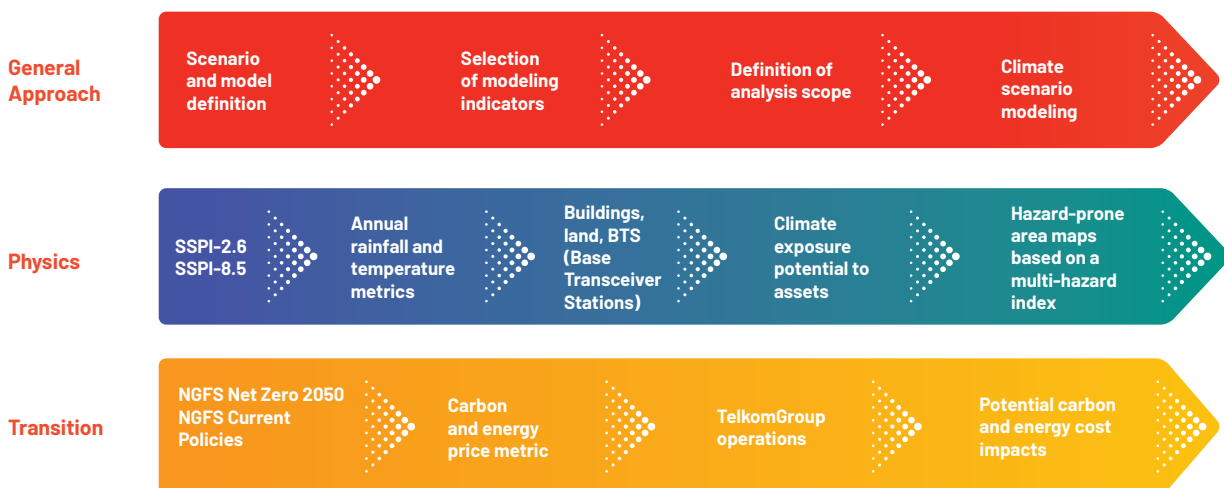 General
Approach
Scenario
and model
definition
Selection
of modeling
indicators
Definition of
analysis scope
Climate
scenario
modeling
Physics
SSPI-2.6
SSPI-8.5
Annual
rainfall and
temperature
metrics
Buildings,
land, BTS
(Base
Transceiver
Stations)
Climate
exposure
potential to
assets
Hazard-prone
area maps
based on a
multi-hazard
index
Transition
NGFS Net Zero 2050
NGFS Current
Policies
Carbon
and energy
price metric
TelkomGroup
operations
Potential carbon
and energy cost
impacts